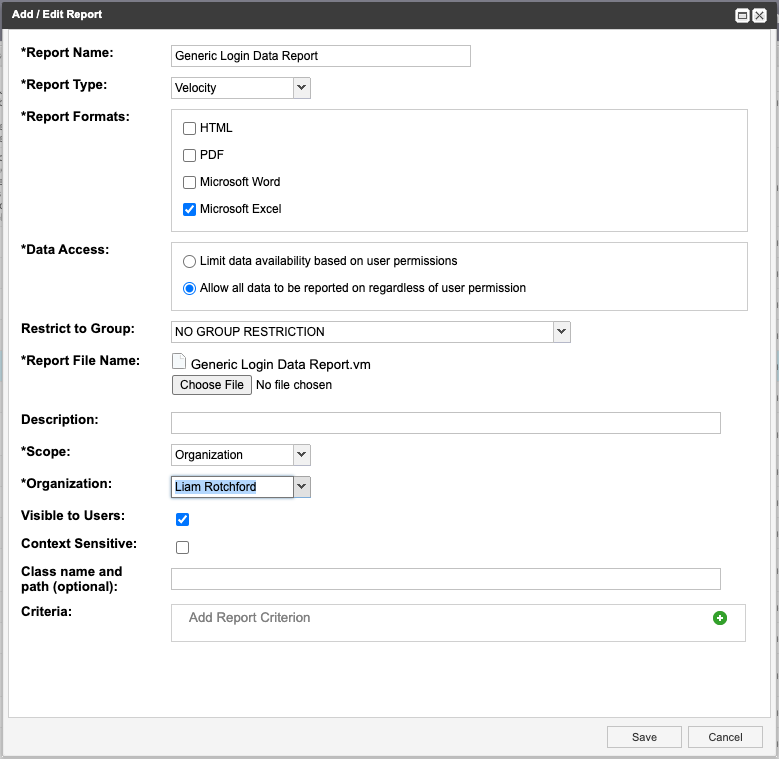 Add / Edit Report
*Report Name:
Generic Login Data Report
*Report Type:
Velocity
*Report Formats:
HTML
PDF
Microsoft Word
Microsoft Excel
*Data Access:
Limit data availability based on user permissions
Allow all data to be reported on regardless of user permission
Restrict to Group:
NO GROUP RESTRICTION
*Report File Name:
Generic Login Data Report.vm
Choose File No file chosen
Description:
*Scope:
Organization
*Organization:
Liam Rotchford
Visible to Users:
Context Sensitive:
Class name and
path (optional):
Criteria:
Add Report Criterion
Save
Cancel